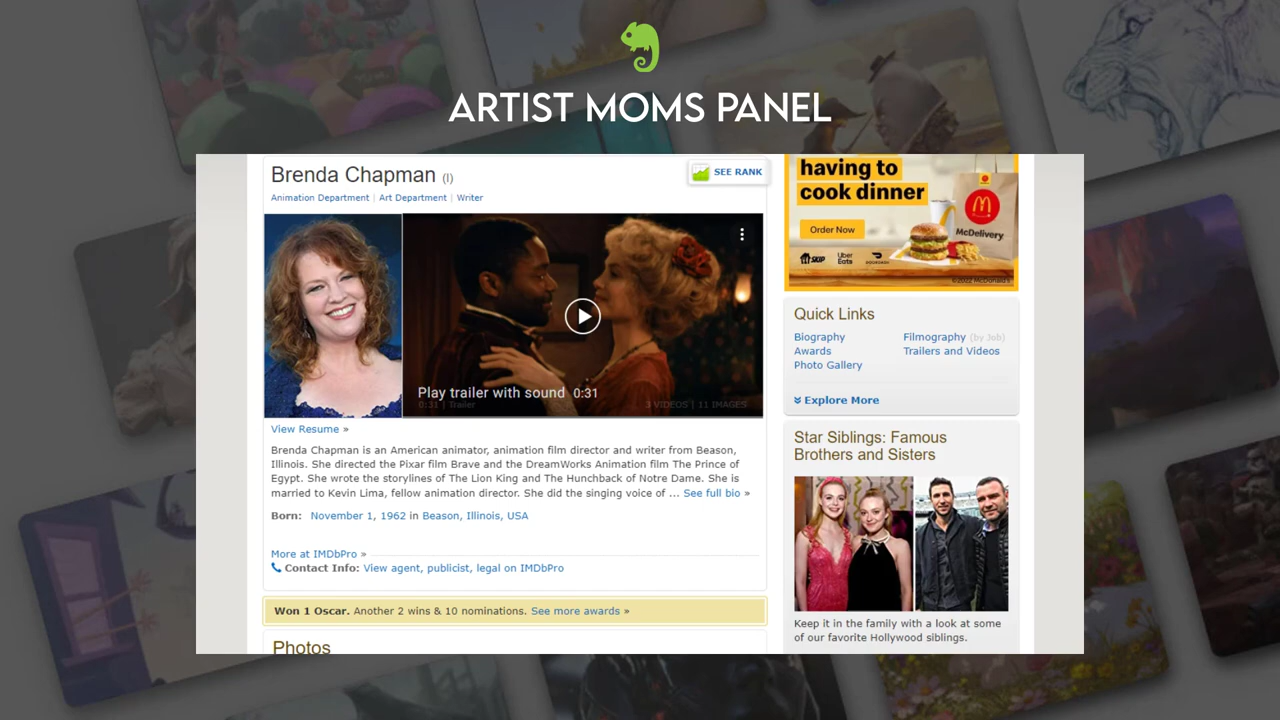 ARTIST MOMS PANEL
Brenda Chapman (I)
SEE RANK
Animation Department | Art Department | Writer
Play trailer with sound 0:31
0:31 | Trailer
3 VIDEOS | 11 IMAGES
View Resume »
Brenda Chapman is an American animator, animation film director and writer from Beason,
Illinois. She directed the Pixar film Brave and the DreamWorks Animation film The Prince of
Egypt. She wrote the storylines of The Lion King and The Hunchback of Notre Dame. She is
married to Kevin Lima, fellow animation director. She did the singing voice of ... See full bio »
Born: November 1, 1962 in Beason, Illinois, USA
More at IMDbPro »
Contact Info: View agent, publicist, legal on IMDbPro
Won 1 Oscar. Another 2 wins & 10 nominations. See more awards »
Photos
having to
cook dinner
Order Now
McDelivery
SKIP
Uber
Eats
DOORDASH
©2022 McDonald's
Quick Links
Biography
Filmography (by Job)
Awards
Trailers and Videos
Photo Gallery
Explore More
Star Siblings: Famous
Brothers and Sisters
Keep it in the family with a look at some
of our favorite Hollywood siblings.